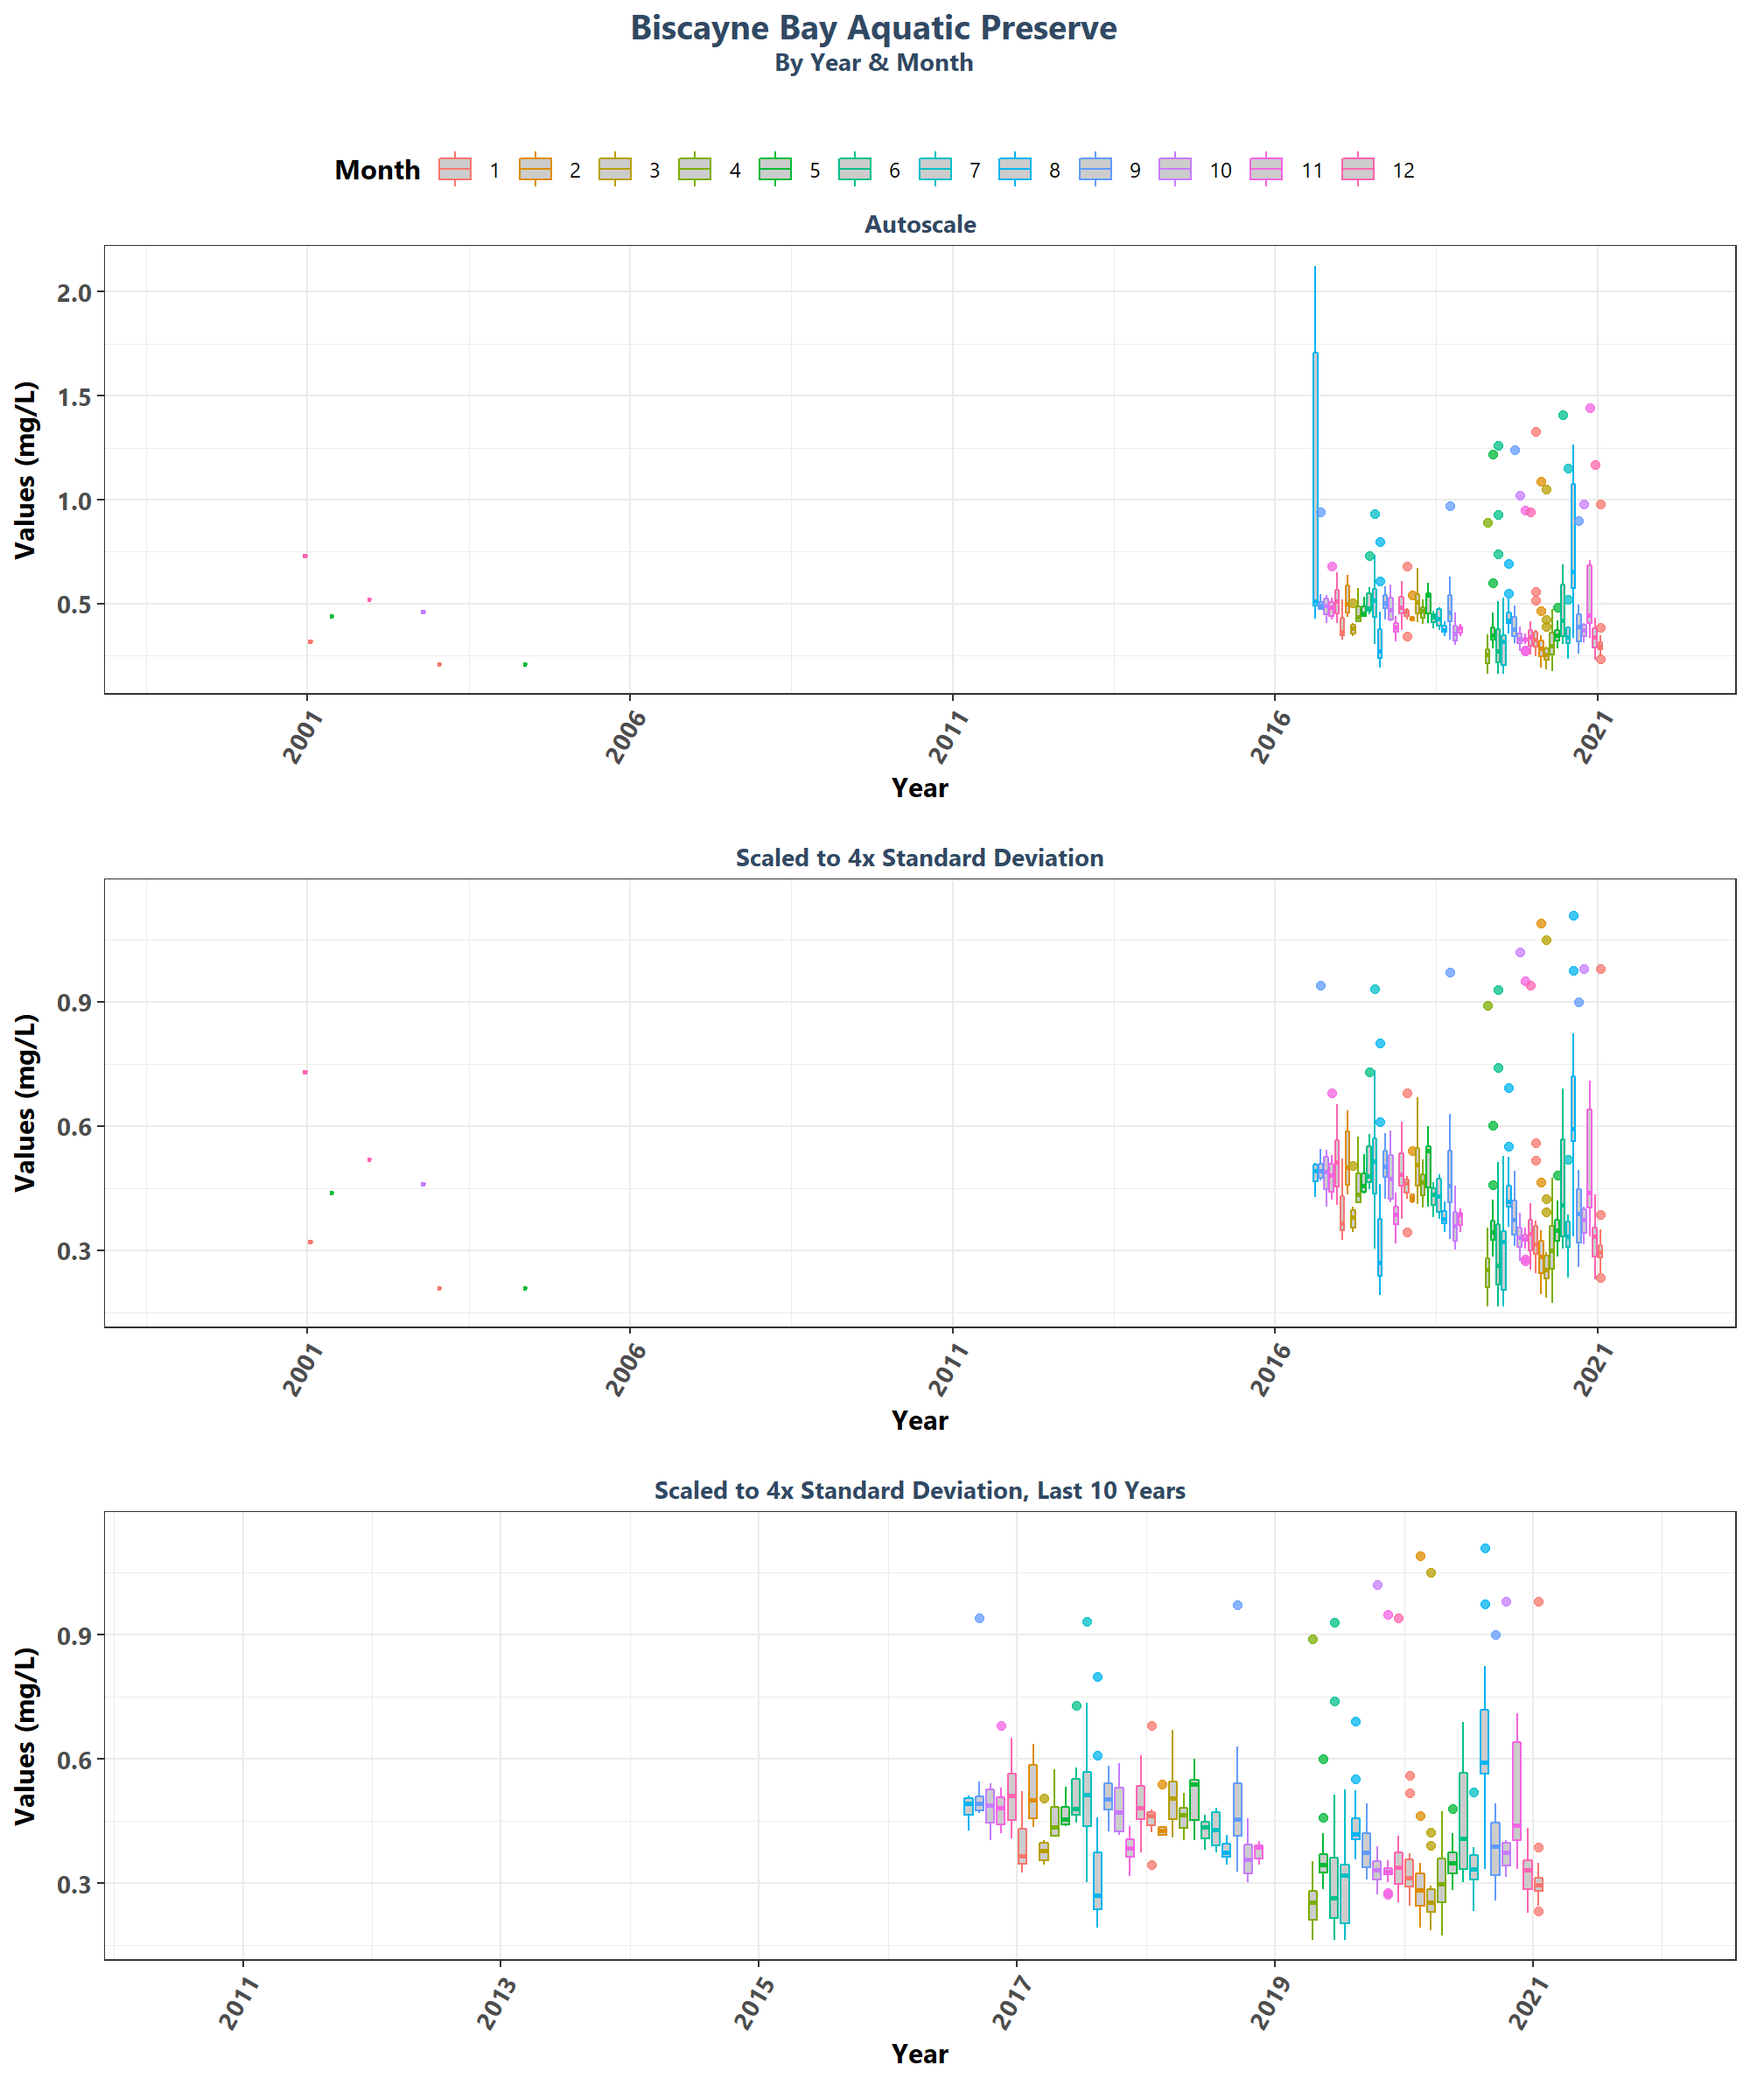 Biscayne Bay Aquatic Preserve
By Year & Month
Month 1 2 3 4 5 6 7 8 9 10 11 12
Autoscale
Values (mg/L)
2.0
1.5
1.0
0.5
2001 2006 2011 2016 2021
Year
Scaled to 4x Standard Deviation
Values (mg/L)
0.9
0.6
0.3
2001 2006 2011 2016 2021
Year
Scaled to 4x Standard Deviation, Last 10 Years
Values (mg/L)
0.9
0.6
0.3
2011 2013 2015 2017 2019 2021
Year